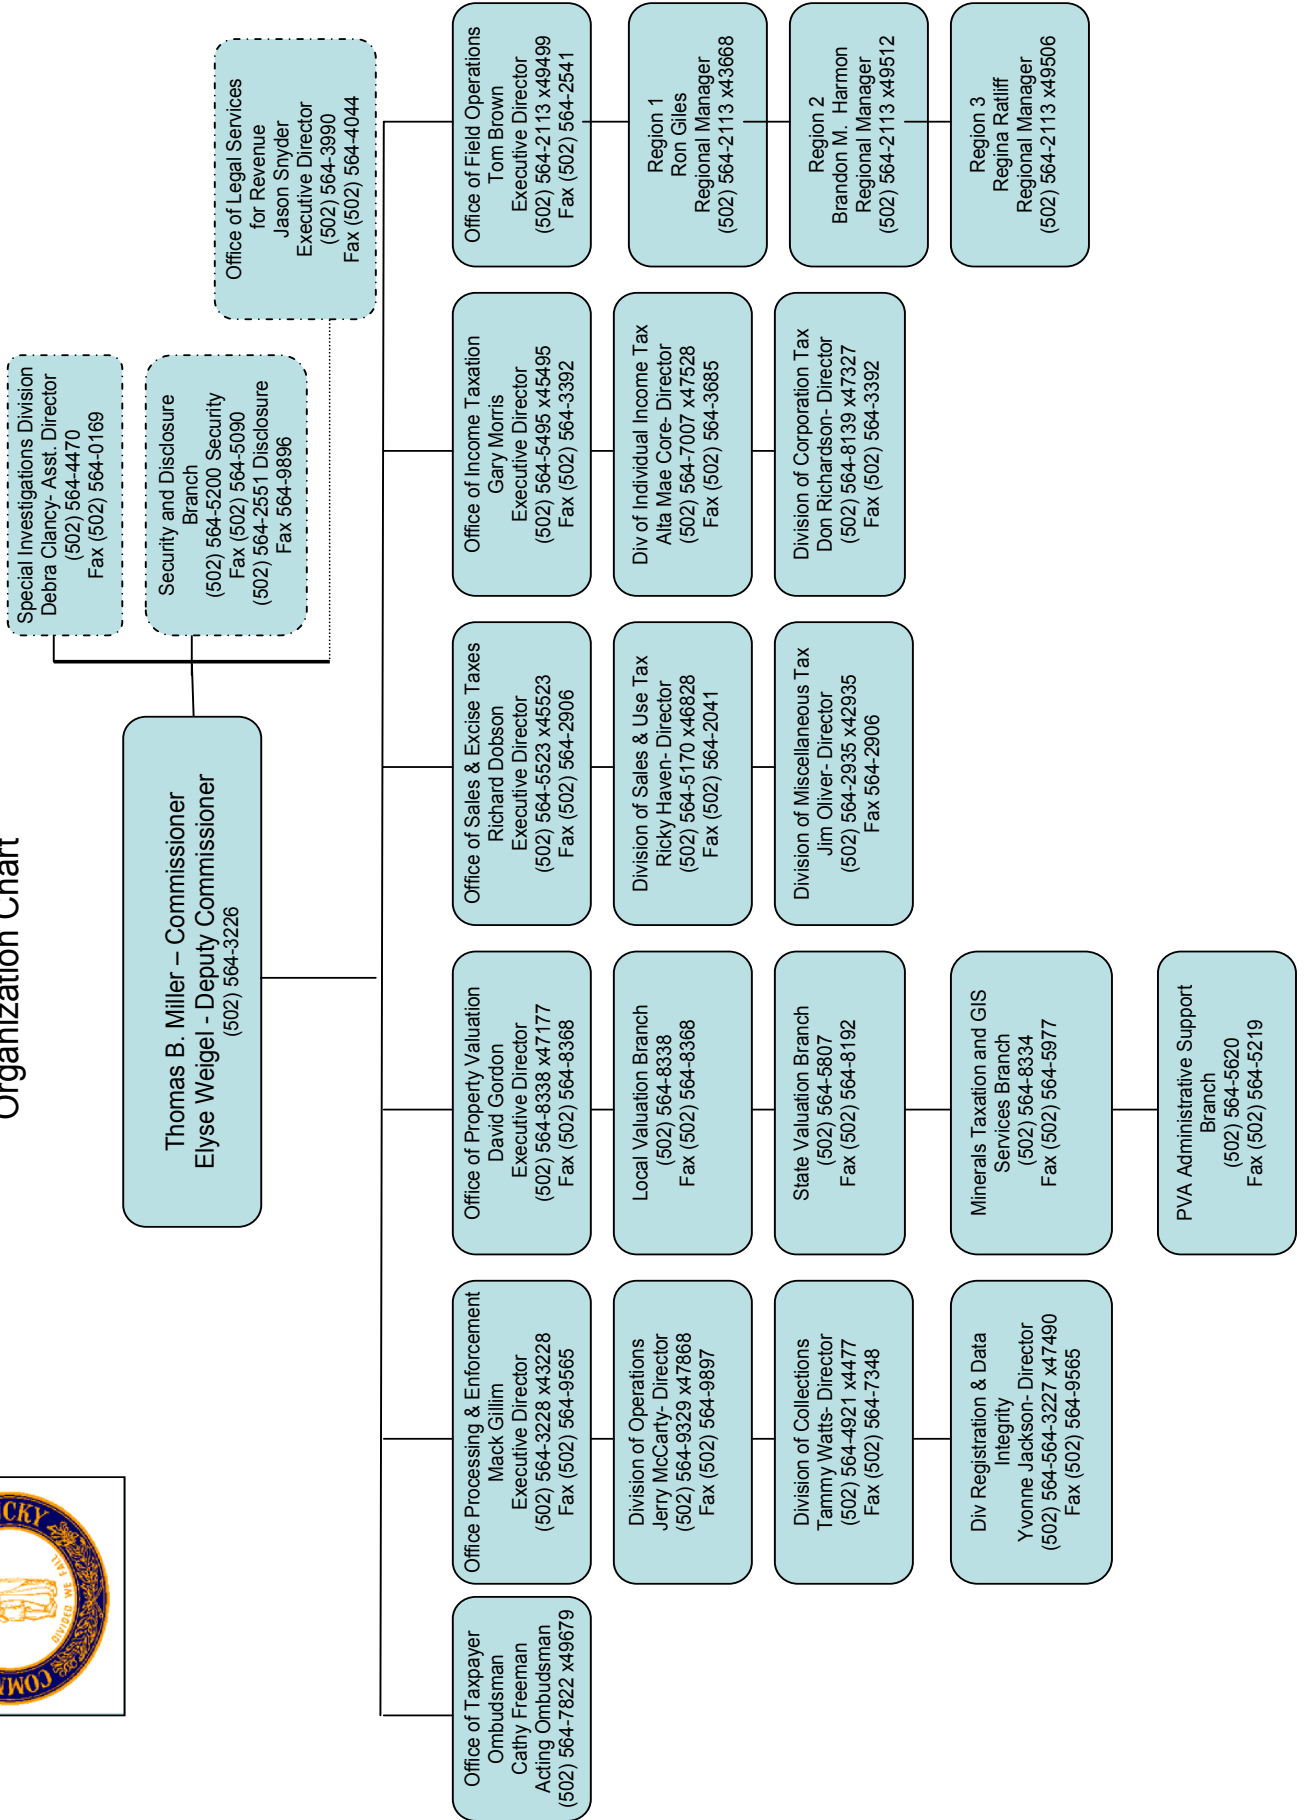 Organization Chart
CKY
DIVIDED WE FALL
COMM
Thomas B. Miller – Commissioner
Elyse Weigel - Deputy Commissioner
(502) 564-3226
Special Investigations Division
Debra Clancy- Asst. Director
(502) 564-4470
Fax (502) 564-0169
Security and Disclosure
Branch
(502) 564-5200 Security
Fax (502) 564-5090
(502) 564-2551 Disclosure
Fax 564-9896
Office of Legal Services
for Revenue
Jason Snyder
Executive Director
(502) 564-3990
Fax (502) 564-4044
Office of Taxpayer
Ombudsman
Cathy Freeman
Acting Ombudsman
(502) 564-7822 x49679
Office Processing & Enforcement
Mack Gillim
Executive Director
(502) 564-3228 x43228
Fax (502) 564-9565
Division of Operations
Jerry McCarty- Director
(502) 564-9329 x47868
Fax (502) 564-9897
Division of Collections
Tammy Watts- Director
(502) 564-4921 x4477
Fax (502) 564-7348
Div Registration & Data
Integrity
Yvonne Jackson- Director
(502) 564-564-3227 x47490
Fax (502) 564-9565
Office of Property Valuation
David Gordon
Executive Director
(502) 564-8338 x47177
Fax (502) 564-8368
Local Valuation Branch
(502) 564-8338
Fax (502) 564-8368
State Valuation Branch
(502) 564-5807
Fax (502) 564-8192
Minerals Taxation and GIS
Services Branch
(502) 564-8334
Fax (502) 564-5977
PVA Administrative Support
Branch
(502) 564-5620
Fax (502) 564-5219
Office of Sales & Excise Taxes
Richard Dobson
Executive Director
(502) 564-5523 x45523
Fax (502) 564-2906
Division of Sales & Use Tax
Ricky Haven- Director
(502) 564-5170 x46828
Fax (502) 564-2041
Division of Miscellaneous Tax
Jim Oliver- Director
(502) 564-2935 x42935
Fax 564-2906
Office of Income Taxation
Gary Morris
Executive Director
(502) 564-5495 x45495
Fax (502) 564-3392
Div of Individual Income Tax
Alta Mae Core- Director
(502) 564-7007 x47528
Fax (502) 564-3685
Division of Corporation Tax
Don Richardson- Director
(502) 564-8139 x47327
Fax (502) 564-3392
Office of Field Operations
Tom Brown
Executive Director
(502) 564-2113 x49499
Fax (502) 564-2541
Region 1
Ron Giles
Regional Manager
(502) 564-2113 x43668
Region 2
Brandon M. Harmon
Regional Manager
(502) 564-2113 x49512
Region 3
Regina Ratliff
Regional Manager
(502) 564-2113 x49506